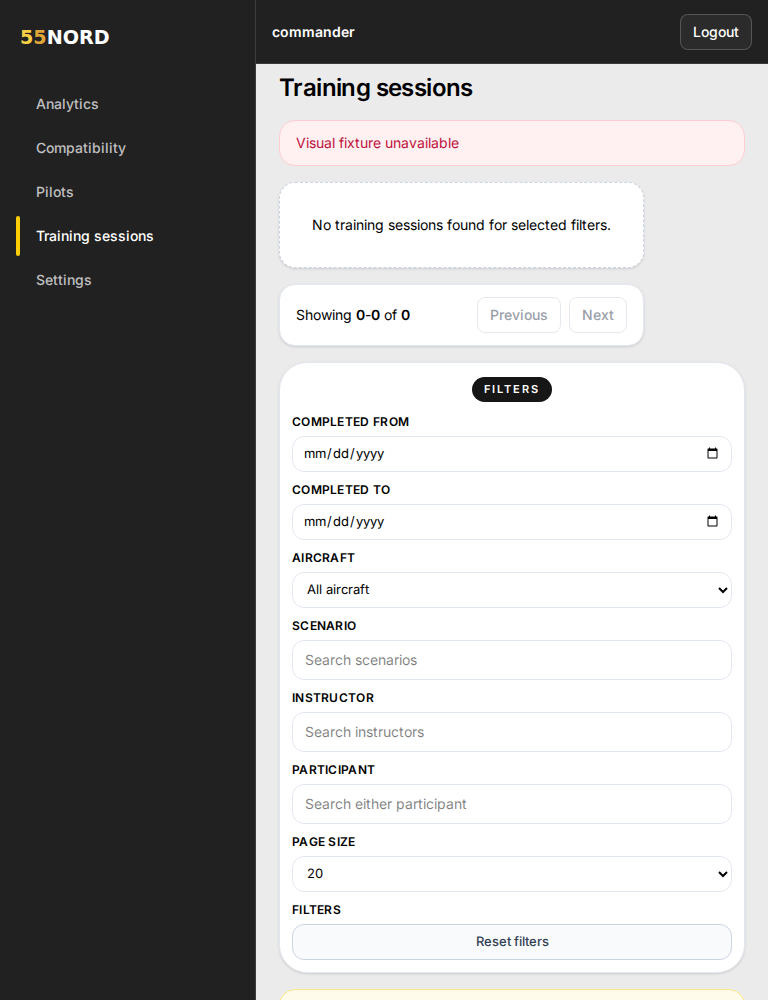 55NORD
commander
Logout
Analytics
Compatibility
Pilots
Training sessions
Settings
Training sessions
Visual fixture unavailable
No training sessions found for selected filters.
Showing 0-0 of 0
Previous
Next
FILTERS
COMPLETED FROM
mm/dd/yyyy
COMPLETED TO
mm/dd/yyyy
AIRCRAFT
All aircraft
SCENARIO
Search scenarios
INSTRUCTOR
Search instructors
PARTICIPANT
Search either participant
PAGE SIZE
20
FILTERS
Reset filters